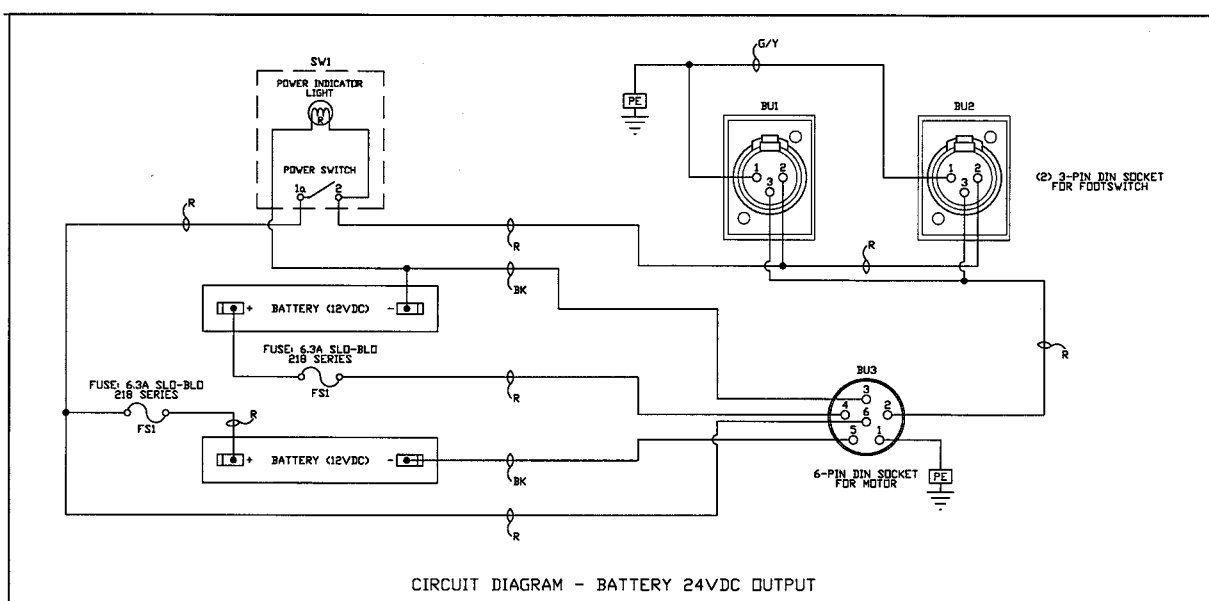 SW1
POWER INDICATOR
LIGHT
R
POWER SWITCH
1a
2
G/Y
PE
BU1
BU2
1
2
3
1
2
3
(2) 3-PIN DIN SOCKET
FOR FOOTSWITCH
R
R
R
BK
+ BATTERY (12VDC) -
FUSE: 6.3A SLO-BLO
218 SERIES
FS1
R
R
FUSE: 6.3A SLO-BLO
218 SERIES
FS1
R
BU3
3
4
2
6
5
1
+ BATTERY (12VDC) -
BK
6-PIN DIN SOCKET
FOR MOTOR
PE
R
CIRCUIT DIAGRAM - BATTERY 24VDC OUTPUT